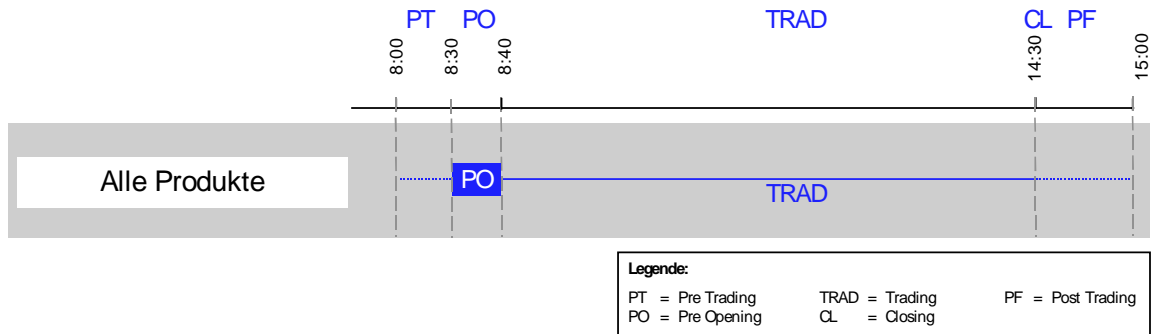 PT PO TRAD CL PF
8:00 8:30 8:40 14:30 15:00
Alle Produkte
PO
TRAD
Legende:
PT = Pre Trading TRAD = Trading PF = Post Trading
PO = Pre Opening CL = Closing